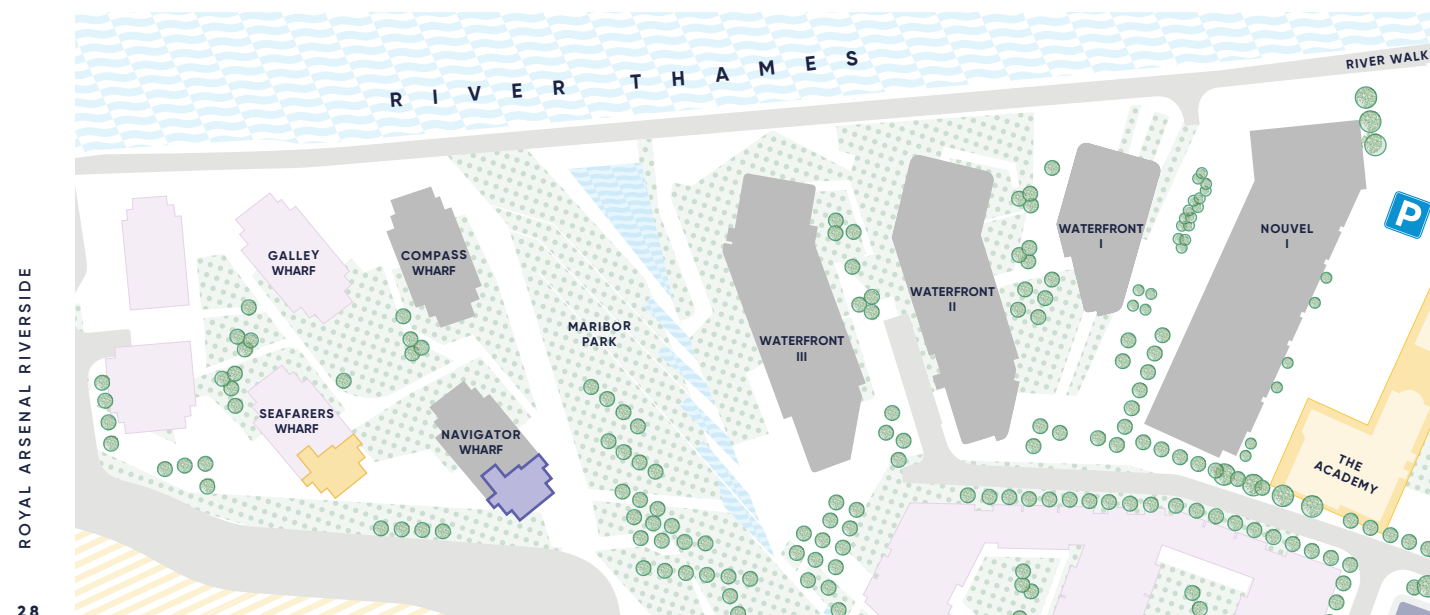 RIVER THAMES
RIVER WALK
P
GALLEY
WHARF
COMPASS
WHARF
WATERFRONT
I
NOUVEL
I
WATERFRONT
II
MARIBOR
PARK
WATERFRONT
III
SEAFARERS
WHARF
NAVIGATOR
WHARF
THE
ACADEMY
ROYAL ARSENAL RIVERSIDE
28